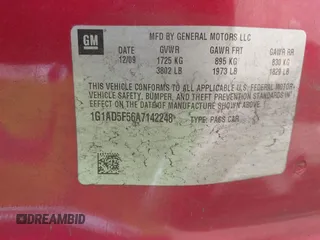 GM
MFD BY GENERAL MOTORS LLC
DATE GVWR GAWR FRT GAWR RR
12/09 1725 KG 895 KG 830 KG
3802 LB 1973 LB 1829 LB
THIS VEHICLE CONFORMS TO ALL APPLICABLE U.S. FEDERAL MOTOR
VEHICLE SAFETY, BUMPER, AND THEFT PREVENTION STANDARDS
IN EFFECT ON THE DATE OF MANUFACTURE SHOWN ABOVE.
1G1AD5F56A7142248 TYPE: PASS CAR
DREAMBID